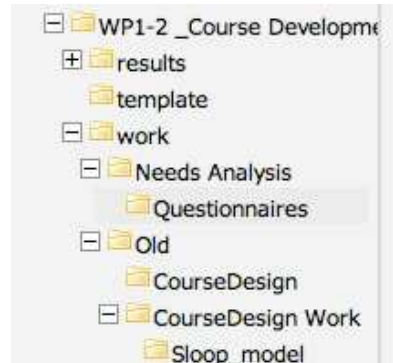 WP1-2 _Course Developme
results
template
work
Needs Analysis
Questionnaires
Old
CourseDesign
CourseDesign Work
Sloop_model